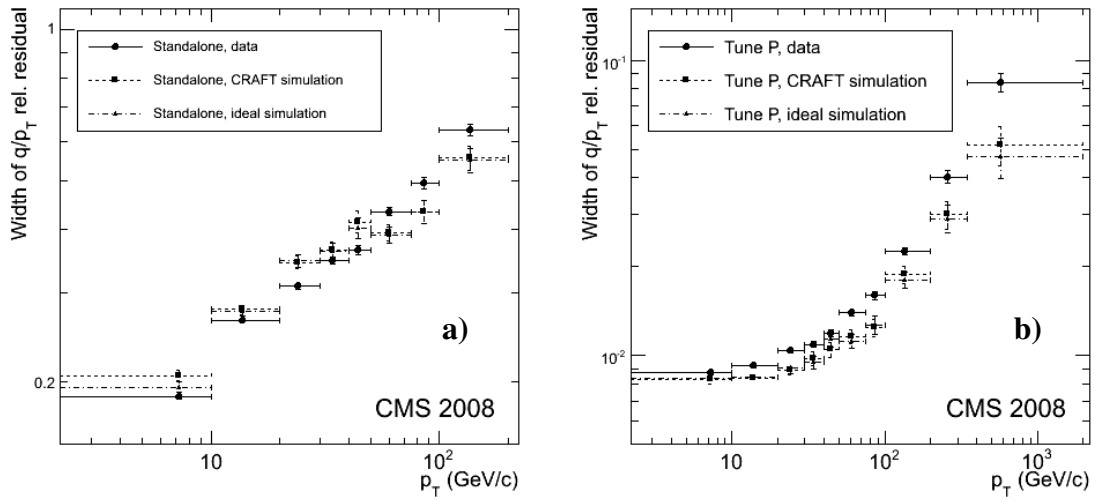 Width of q/pT rel. residual
1
0.2
Standalone, data
Standalone, CRAFT simulation
Standalone, ideal simulation
a)
CMS 2008
10
10²
pT (GeV/c)
Width of q/pT rel. residual
10⁻¹
10⁻²
Tune P, data
Tune P, CRAFT simulation
Tune P, ideal simulation
b)
CMS 2008
10
10²
10³
pT (GeV/c)